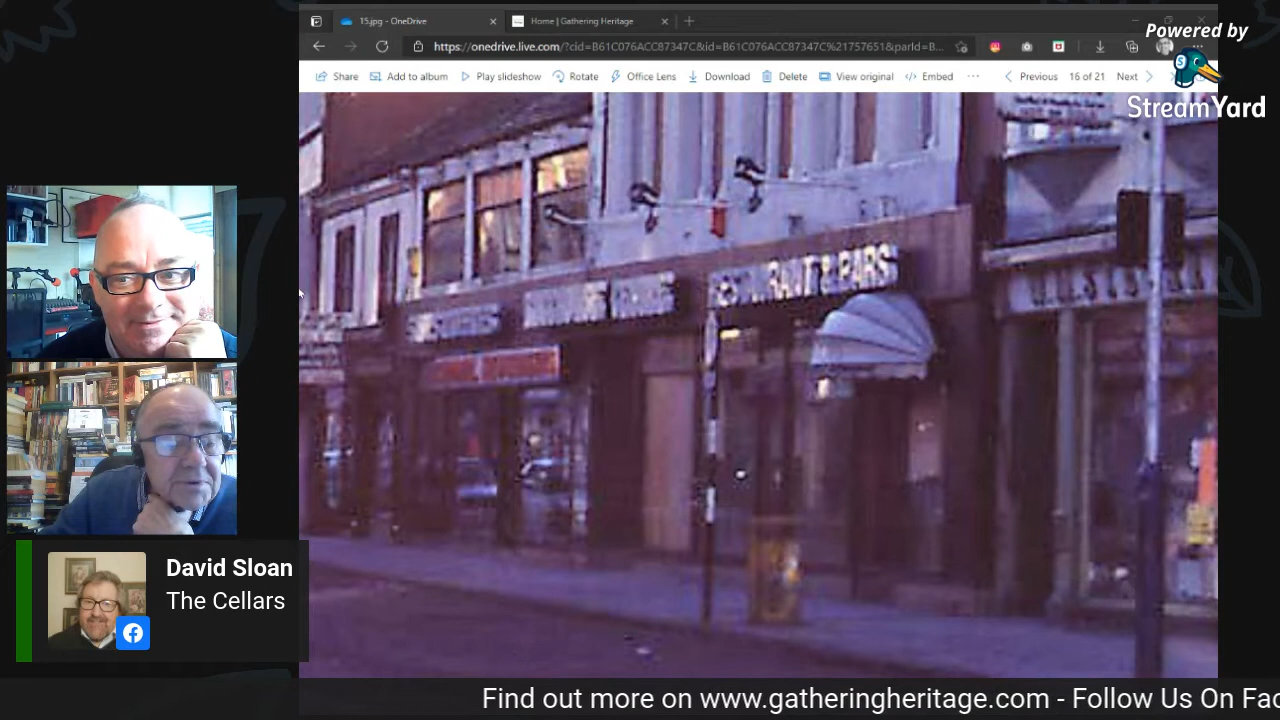 15.jpg - OneDrive
Home | Gathering Heritage
https://onedrive.live.com/?cid=B61C076ACC87347C&id=B61C076ACC87347C%21757651&parId=B...
Share
Add to album
Play slideshow
Rotate
Office Lens
Download
Delete
View original
Embed
Previous
16 of 21
Next
Powered by
StreamYard
BARS
David Sloan
The Cellars
Find out more on www.gatheringheritage.com - Follow Us On Fac